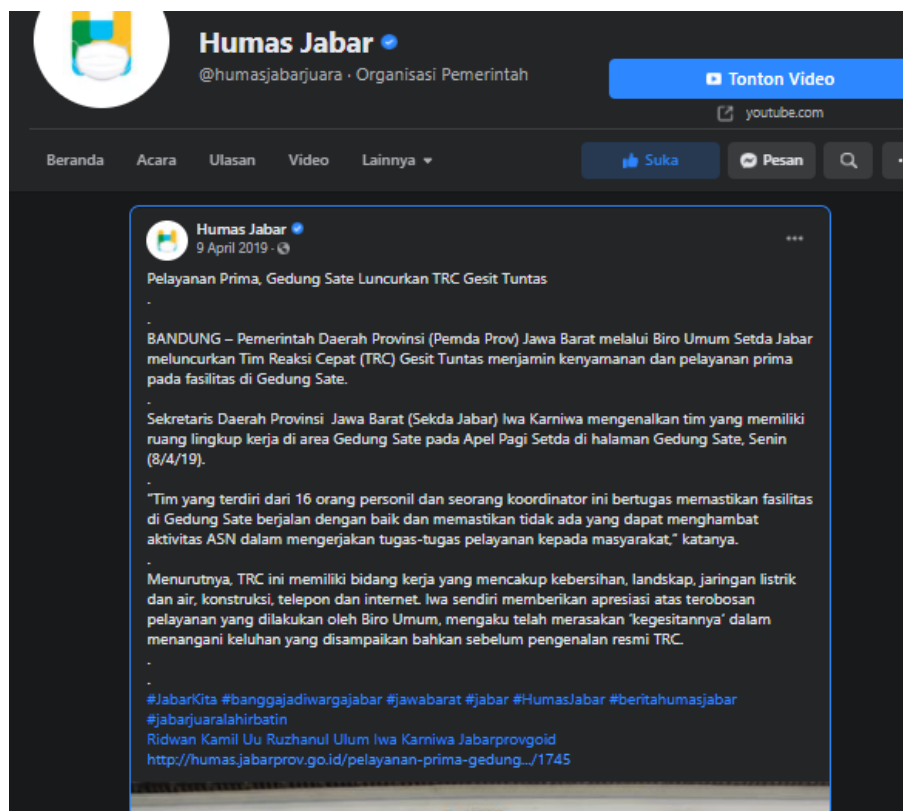 Humas Jabar
@humasjabarjuara · Organisasi Pemerintah
Tonton Video
youtube.com
Beranda Acara Ulasan Video Lainnya
Suka Pesan
Humas Jabar
9 April 2019 ·
Pelayanan Prima, Gedung Sate Luncurkan TRC Gesit Tuntas
.
.
BANDUNG – Pemerintah Daerah Provinsi (Pemda Prov) Jawa Barat melalui Biro Umum Setda Jabar
meluncurkan Tim Reaksi Cepat (TRC) Gesit Tuntas menjamin kenyamanan dan pelayanan prima
pada fasilitas di Gedung Sate.
.
Sekretaris Daerah Provinsi Jawa Barat (Sekda Jabar) Iwa Karniwa mengenalkan tim yang memiliki
ruang lingkup kerja di area Gedung Sate pada Apel Pagi Setda di halaman Gedung Sate, Senin
(8/4/19).
.
"Tim yang terdiri dari 16 orang personil dan seorang koordinator ini bertugas memastikan fasilitas
di Gedung Sate berjalan dengan baik dan memastikan tidak ada yang dapat menghambat
aktivitas ASN dalam mengerjakan tugas-tugas pelayanan kepada masyarakat," katanya.
.
Menurutnya, TRC ini memiliki bidang kerja yang mencakup kebersihan, landskap, jaringan listrik
dan air, konstruksi, telepon dan internet. Iwa sendiri memberikan apresiasi atas terobosan
pelayanan yang dilakukan oleh Biro Umum, mengaku telah merasakan 'kegesitannya' dalam
menangani keluhan yang disampaikan bahkan sebelum pengenalan resmi TRC.
.
.
#JabarKita #banggajadiwargajabar #jawabarat #jabar #HumasJabar #beritahumasjabar
#jabarjuaralahirbatin
Ridwan Kamil Uu Ruzhanul Ulum Iwa Karniwa Jabarprovgoid
http://humas.jabarprov.go.id/pelayanan-prima-gedung.../1745